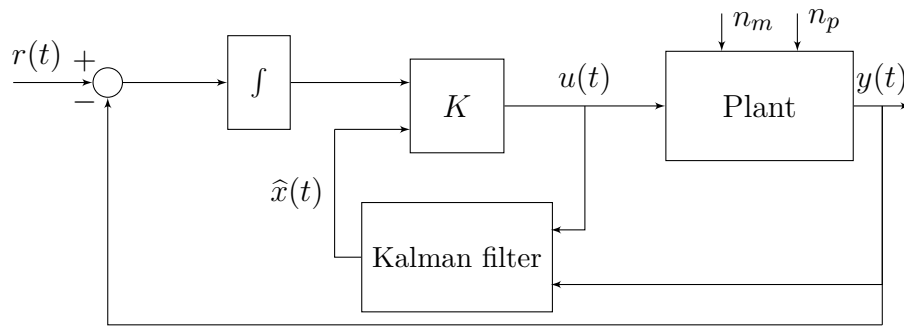 n_m
n_p
r(t)
+
−
∫
K
u(t)
Plant
y(t)
x̂(t)
Kalman filter